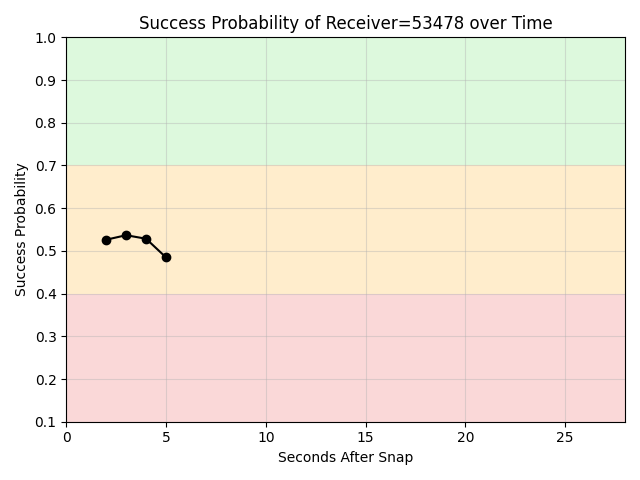 Success Probability of Receiver=53478 over Time
1.0
0.9
0.8
0.7
0.6
0.5
0.4
0.3
0.2
0.1
Success Probability
0 5 10 15 20 25
Seconds After Snap